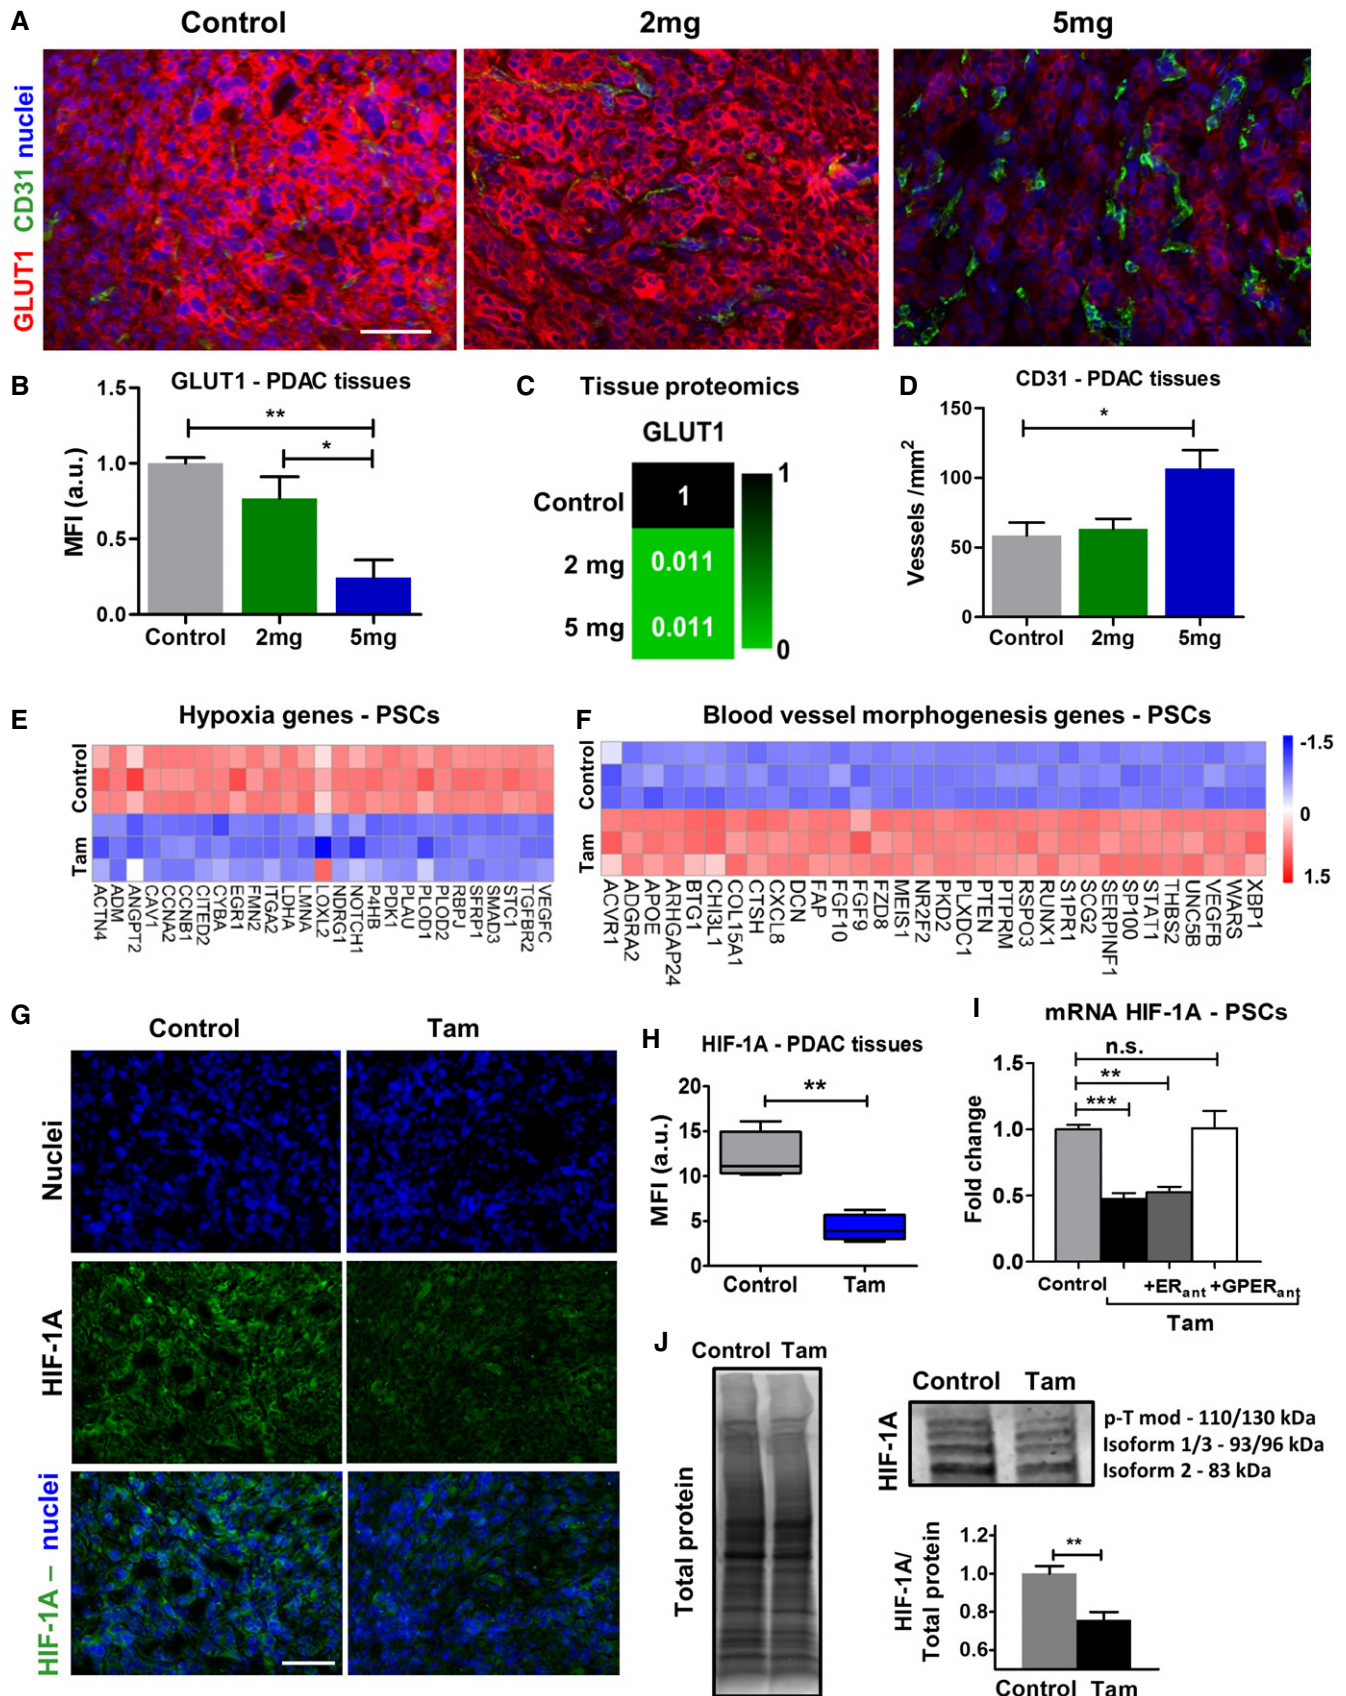 A
Control
2mg
5mg
GLUT1 CD31 nuclei
B
GLUT1 - PDAC tissues
MFI (a.u.)
1.5
1.0
0.5
0.0
**
*
Control
2mg
5mg
C
Tissue proteomics
GLUT1
Control
2 mg
5 mg
1
0.011
0.011
1
0
D
CD31 - PDAC tissues
Vessels /mm²
150
100
50
0
*
Control
2mg
5mg
E
Hypoxia genes - PSCs
Control
Tam
ACTN4
ADM
ANGPT2
CAV1
CCNA2
CCNB1
CITED2
CYBA
EGR1
FMN2
ITGA2
LDHA
LMNA
LOXL2
NDRG1
NOTCH1
P4HB
PDK1
PLAU
PLOD1
PLOD2
RBPJ
SFRP1
SMAD3
STC1
TGFBR2
VEGFC
F
Blood vessel morphogenesis genes - PSCs
Control
Tam
ACVR1
ADGRA2
APOE
ARHGAP24
BTG1
CHI3L1
COL15A1
CTSH
CXCL8
DCN
FAP
FGF10
FGF9
FZD8
MEIS1
NR2F2
PKD2
PLXDC1
PTEN
PTPRM
RSPO3
RUNX1
S1PR1
SCG2
SERPINF1
SP100
STAT1
THBS2
UNC5B
VEGFB
WARS
XBP1
-1.5
0
1.5
G
Control
Tam
Nuclei
HIF-1A
HIF-1A – nuclei
H
HIF-1A - PDAC tissues
MFI (a.u.)
20
15
10
5
0
**
Control
Tam
I
mRNA HIF-1A - PSCs
Fold change
1.5
1.0
0.5
0.0
n.s.
**
***
Control
+ERant
+GPERant
Tam
J
Control Tam
Total protein
Control Tam
HIF-1A
p-T mod - 110/130 kDa
Isoform 1/3 - 93/96 kDa
Isoform 2 - 83 kDa
HIF-1A/
Total protein
1.2
1.0
0.8
0.6
**
Control Tam